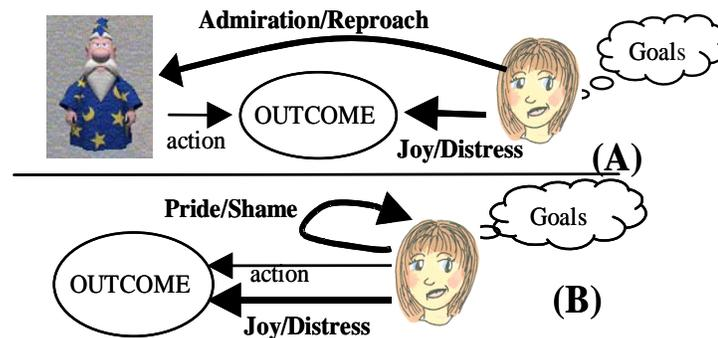 Admiration/Reproach
Goals
OUTCOME
action
Joy/Distress
(A)
Pride/Shame
Goals
OUTCOME
action
(B)
Joy/Distress